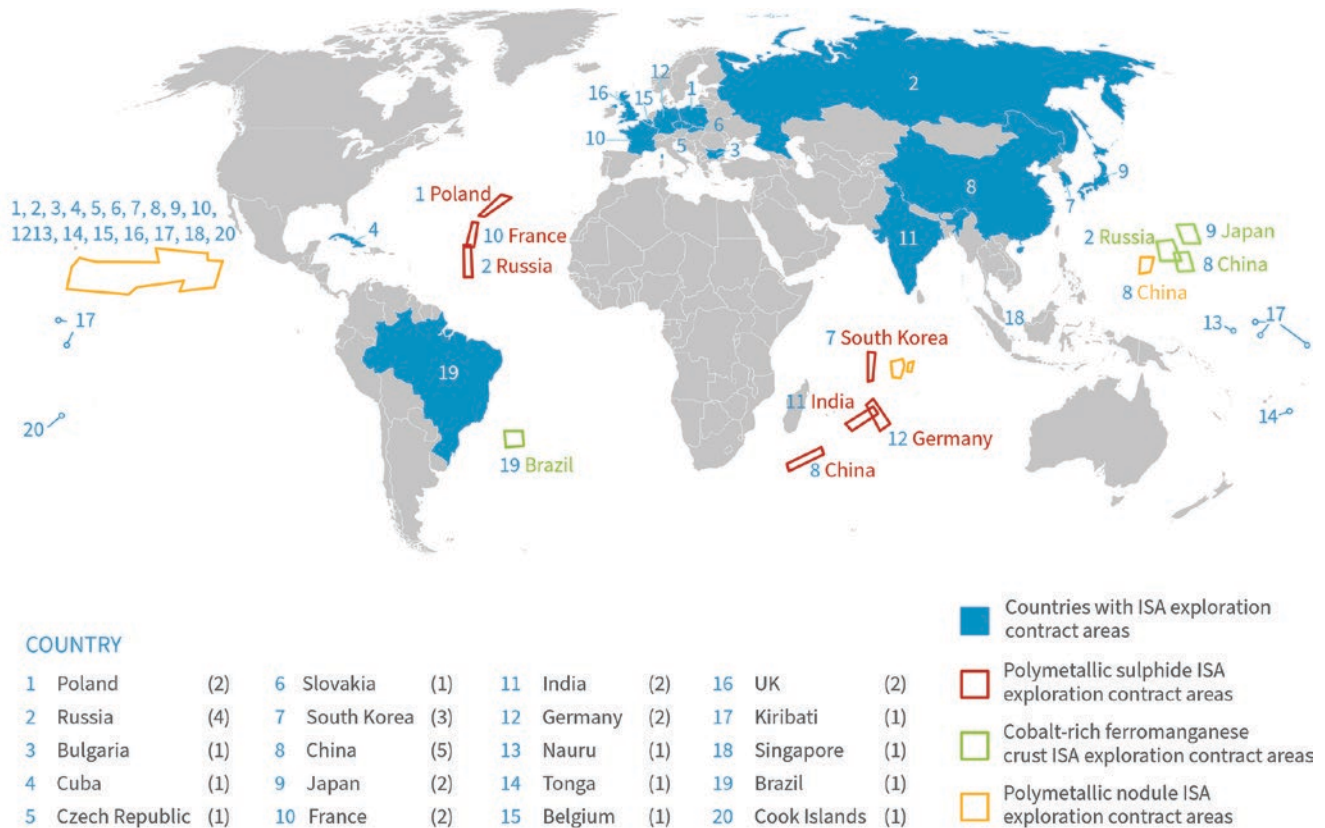 12
1
2
16
15
6
10
5
3
9
8
7
1 Poland
1, 2, 3, 4, 5, 6, 7, 8, 9, 10,
1213, 14, 15, 16, 17, 18, 20
4
10 France
11
2 Russia
9 Japan
2 Russia
8 China
8 China
17
18
13
17
7 South Korea
19
11 India
20
14
12 Germany
19 Brazil
8 China
COUNTRY
1 Poland (2)
2 Russia (4)
3 Bulgaria (1)
4 Cuba (1)
5 Czech Republic (1)
6 Slovakia (1)
7 South Korea (3)
8 China (5)
9 Japan (2)
10 France (2)
11 India (2)
12 Germany (2)
13 Nauru (1)
14 Tonga (1)
15 Belgium (1)
16 UK (2)
17 Kiribati (1)
18 Singapore (1)
19 Brazil (1)
20 Cook Islands (1)
Countries with ISA exploration
contract areas
Polymetallic sulphide ISA
exploration contract areas
Cobalt-rich ferromanganese
crust ISA exploration contract areas
Polymetallic nodule ISA
exploration contract areas